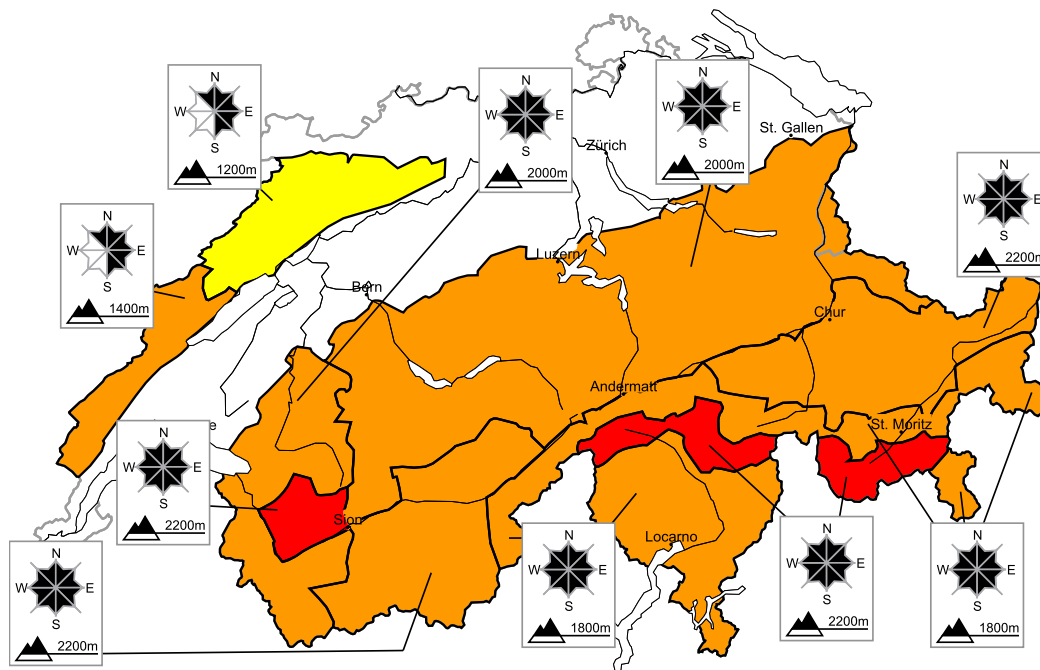 N
W E
S
1200m
N
W E
S
2000m
N
W E
S
2000m
St. Gallen
Zürich
N
W E
S
2200m
N
W E
S
1400m
Luzern
Bern
Chur
Andermatt
St. Moritz
e
N
W E
S
2200m
Sion
Locarno
N
W E
S
2200m
N
W E
S
1800m
N
W E
S
2200m
N
W E
S
1800m